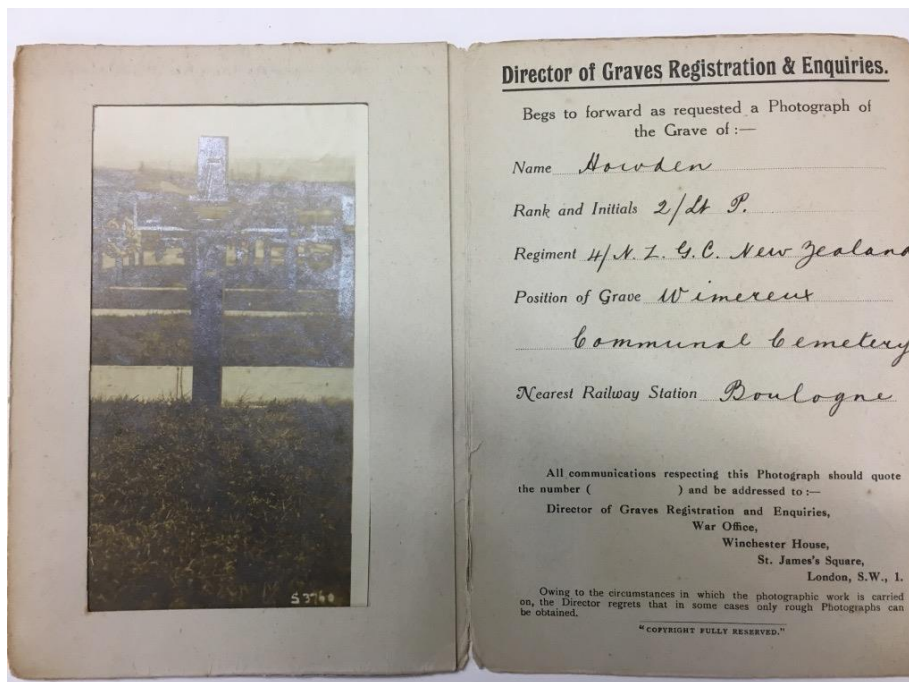 S 3760
Director of Graves Registration & Enquiries.
Begs to forward as requested a Photograph of
the Grave of :—
Name Howden
Rank and Initials 2/Lt P.
Regiment 4/N. Z. G. C. New Zealand
Position of Grave Wimereux
Communal Cemetery
Nearest Railway Station Boulogne
All communications respecting this Photograph should quote
the number ( ) and be addressed to :—
Director of Graves Registration and Enquiries,
War Office,
Winchester House,
St. James's Square,
London, S.W., 1.
Owing to the circumstances in which the photographic work is carried
on, the Director regrets that in some cases only rough Photographs can
be obtained.
"COPYRIGHT FULLY RESERVED."